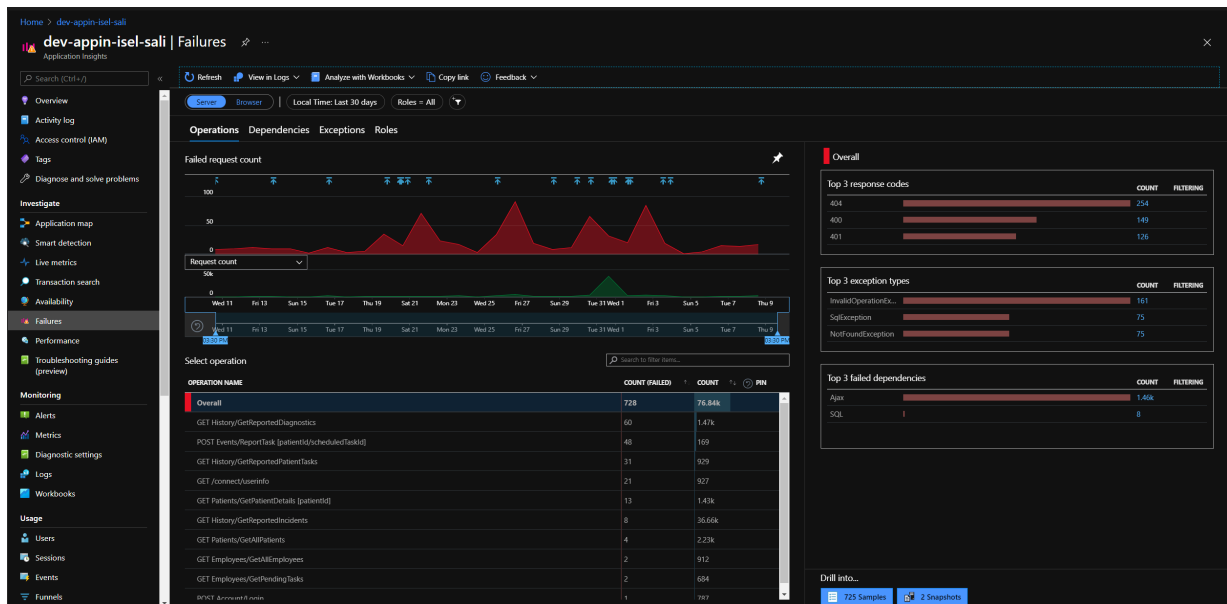 Home > dev-appin-isel-sali
dev-appin-isel-sali | Failures ...
Application Insights
Search (Ctrl+/) «
Overview
Activity log
Access control (IAM)
Tags
Diagnose and solve problems
Investigate
Application map
Smart detection
Live metrics
Transaction search
Availability
Failures
Performance
Troubleshooting guides
(preview)
Monitoring
Alerts
Metrics
Diagnostic settings
Logs
Workbooks
Usage
Users
Sessions
Events
Funnels
Refresh View in Logs Analyze with Workbooks Copy link Feedback
Server Browser | Local Time: Last 30 days Roles = All
Operations Dependencies Exceptions Roles
Failed request count
100
50
0
Request count
50k
0
Wed 11 Fri 13 Sun 15 Tue 17 Thu 19 Sat 21 Mon 23 Wed 25 Fri 27 Sun 29 Tue 31 Wed 1 Fri 3 Sun 5 Tue 7 Thu 9
Wed 11 Fri 13 Sun 15 Tue 17 Thu 19 Sat 21 Mon 23 Wed 25 Fri 27 Sun 29 Tue 31 Wed 1 Fri 3 Sun 5 Tue 7 Thu 9
03:30 PM 03:30 PM
Select operation Search to filter items...
OPERATION NAME COUNT (FAILED) COUNT PIN
Overall 728 76.84k
GET History/GetReportedDiagnostics 60 1.47k
POST Events/ReportTask [patientId/scheduledTaskId] 48 169
GET History/GetReportedPatientTasks 31 929
GET /connect/userinfo 21 927
GET Patients/GetPatientDetails [patientId] 13 1.43k
GET History/GetReportedIncidents 8 36.66k
GET Patients/GetAllPatients 4 2.23k
GET Employees/GetAllEmployees 2 912
GET Employees/GetPendingTasks 2 684
POST Account/Login 1 787
Overall
Top 3 response codes COUNT FILTERING
404 254
400 149
401 126
Top 3 exception types COUNT FILTERING
InvalidOperationEx... 161
SqlException 75
NotFoundException 75
Top 3 failed dependencies COUNT FILTERING
Ajax 1.46k
SQL 8
Drill into...
725 Samples 2 Snapshots